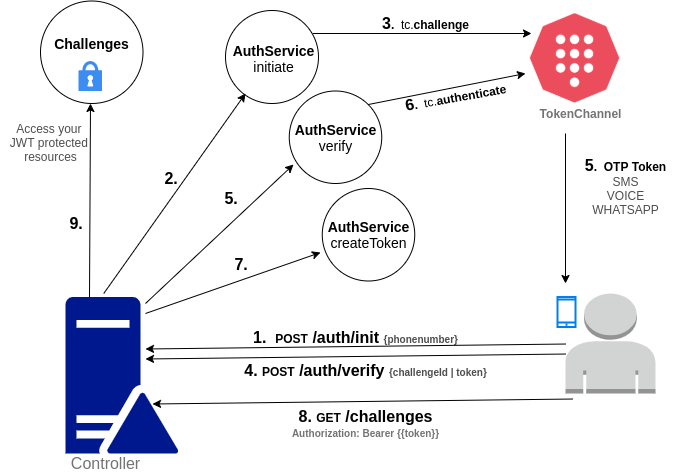 3. tc.challenge
Challenges
AuthService
initiate
6. tc.authenticate
TokenChannel
AuthService
verify
Access your
JWT protected
resources
5. OTP Token
SMS
VOICE
WHATSAPP
2.
5.
9.
AuthService
createToken
7.
1. POST /auth/init {phonenumber}
4. POST /auth/verify {challengeId | token}
8. GET /challenges
Authorization: Bearer {{token}}
Controller